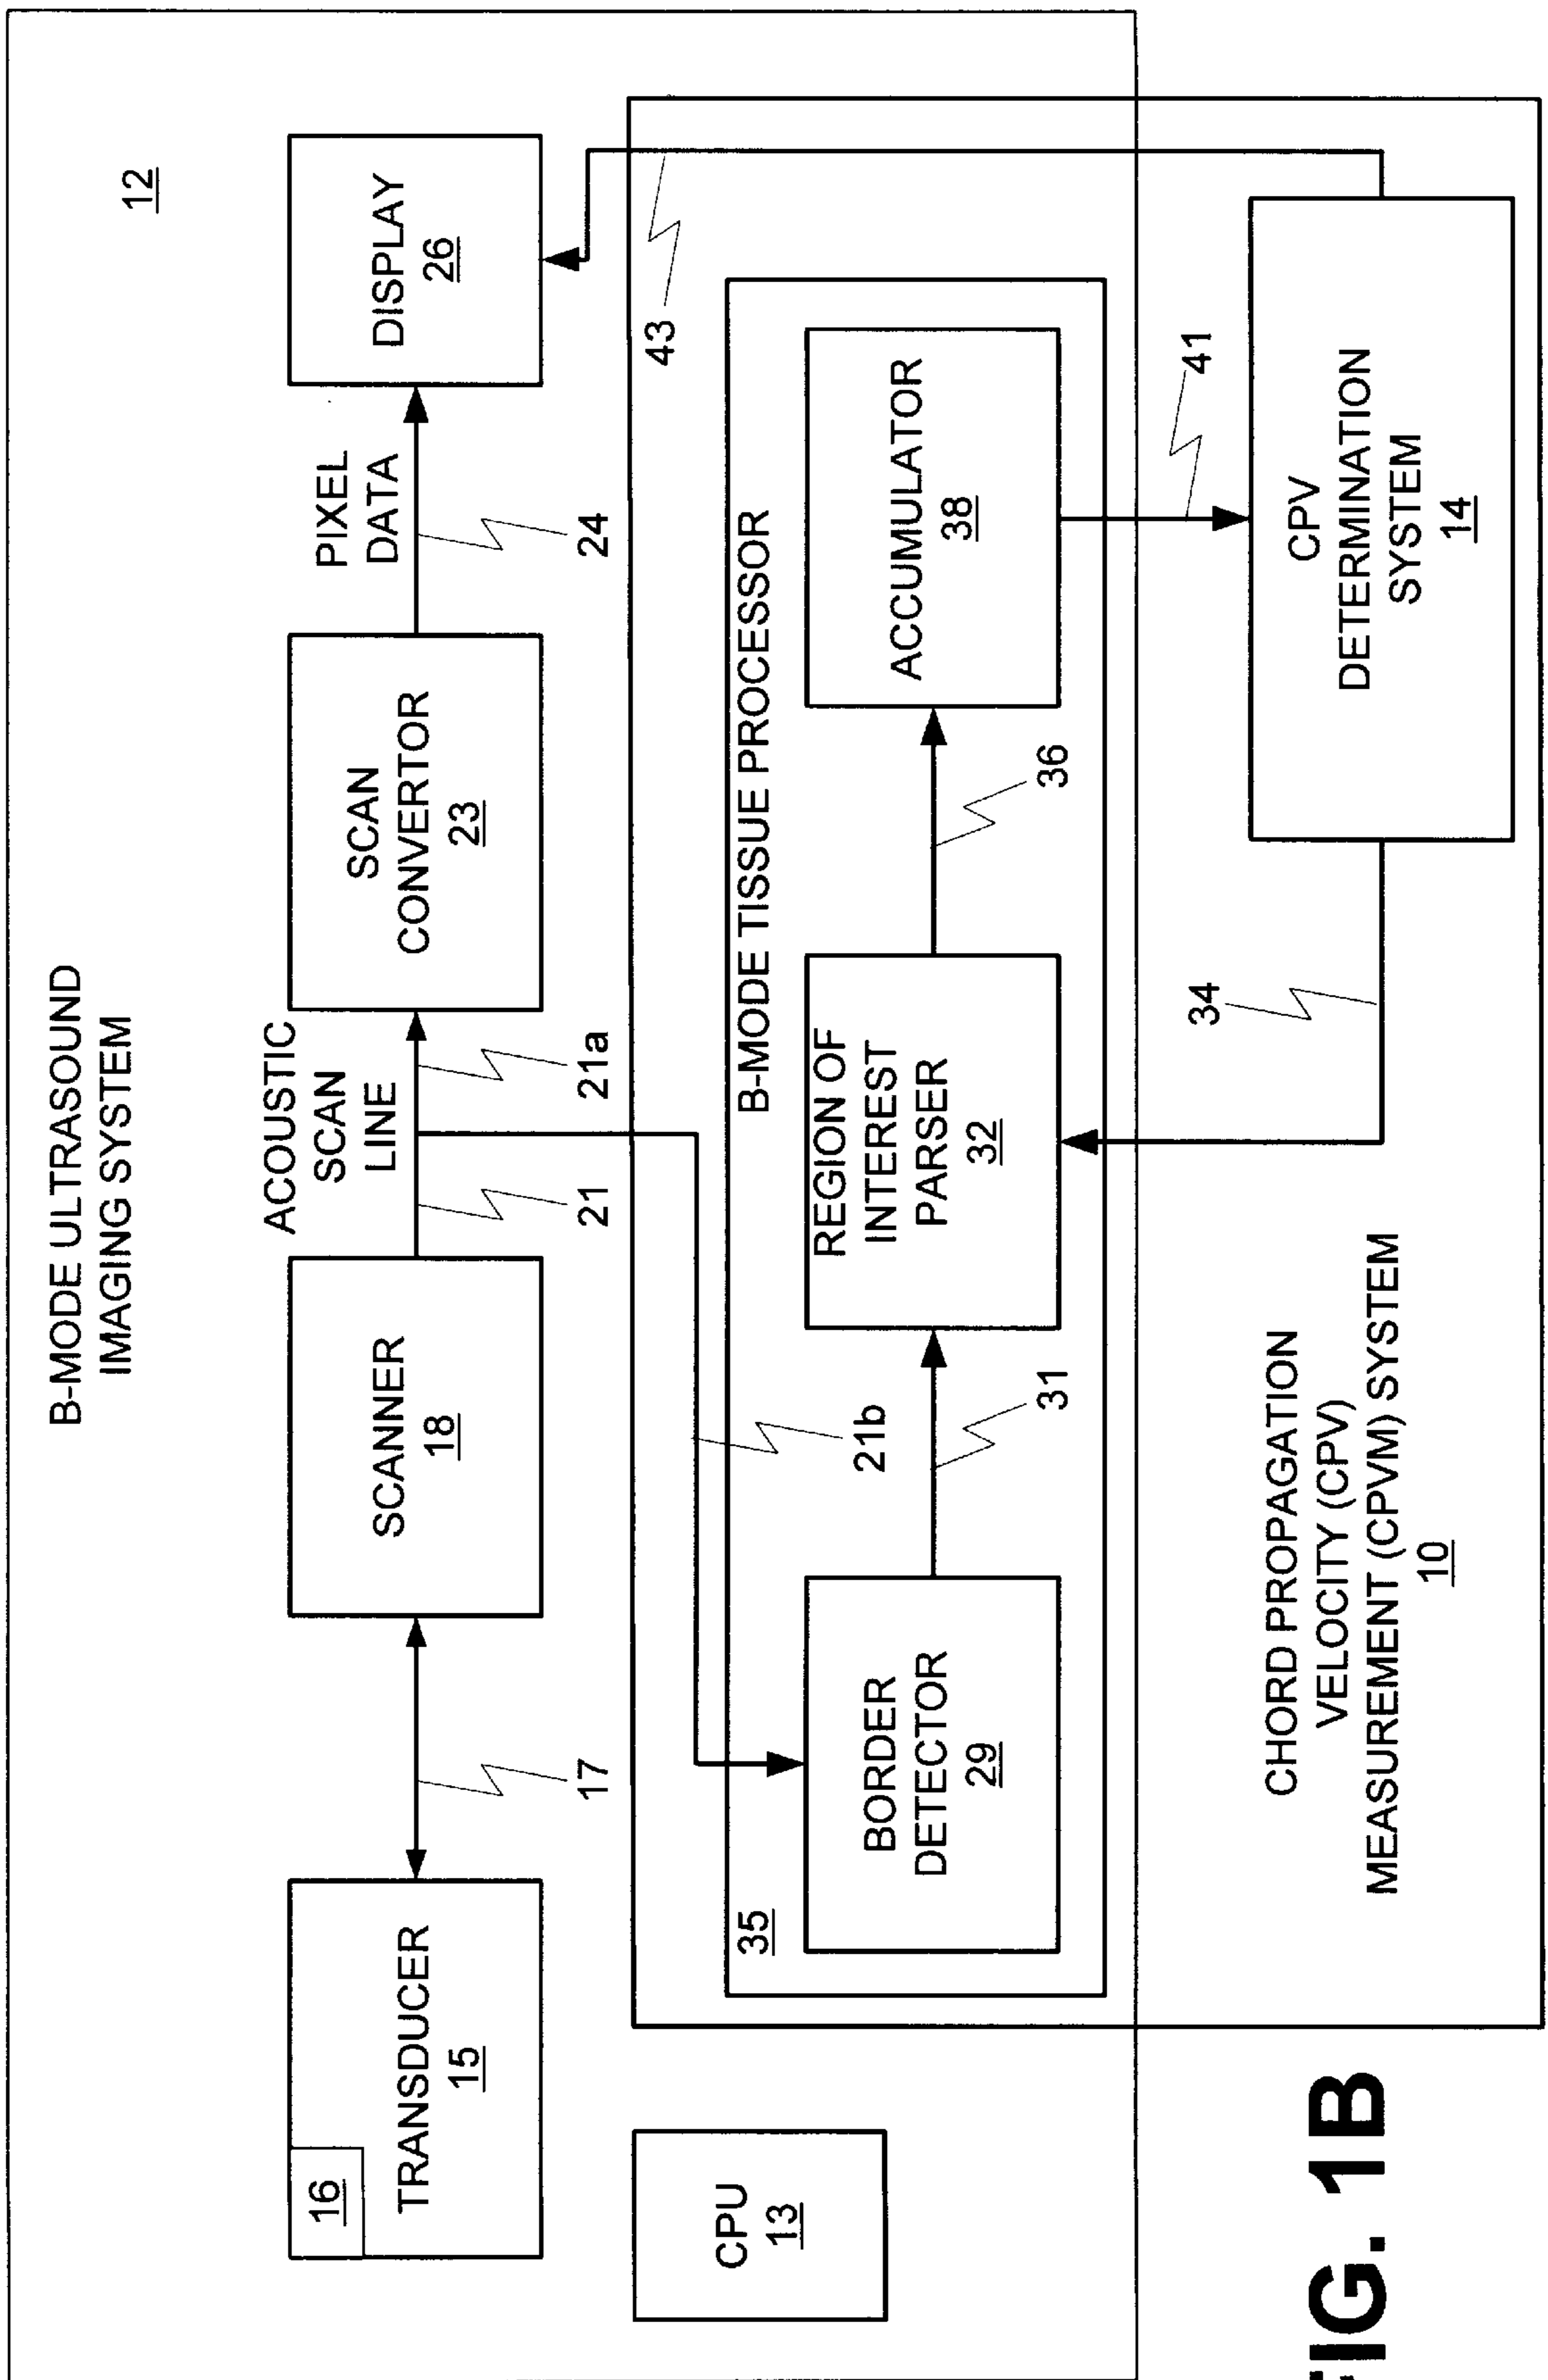 B-MODE ULTRASOUND
IMAGING SYSTEM
12
16
TRANSDUCER
15
17
SCANNER
18
ACOUSTIC
SCAN
LINE
21
21a
SCAN
CONVERTOR
23
PIXEL
DATA
24
DISPLAY
26
CPU
13
35
B-MODE TISSUE PROCESSOR
BORDER
DETECTOR
29
21b
31
REGION OF
INTEREST
PARSER
32
36
ACCUMULATOR
38
43
41
34
CHORD PROPAGATION
VELOCITY (CPV)
MEASUREMENT (CPVM) SYSTEM
10
CPV
DETERMINATION
SYSTEM
14
FIG. 1B